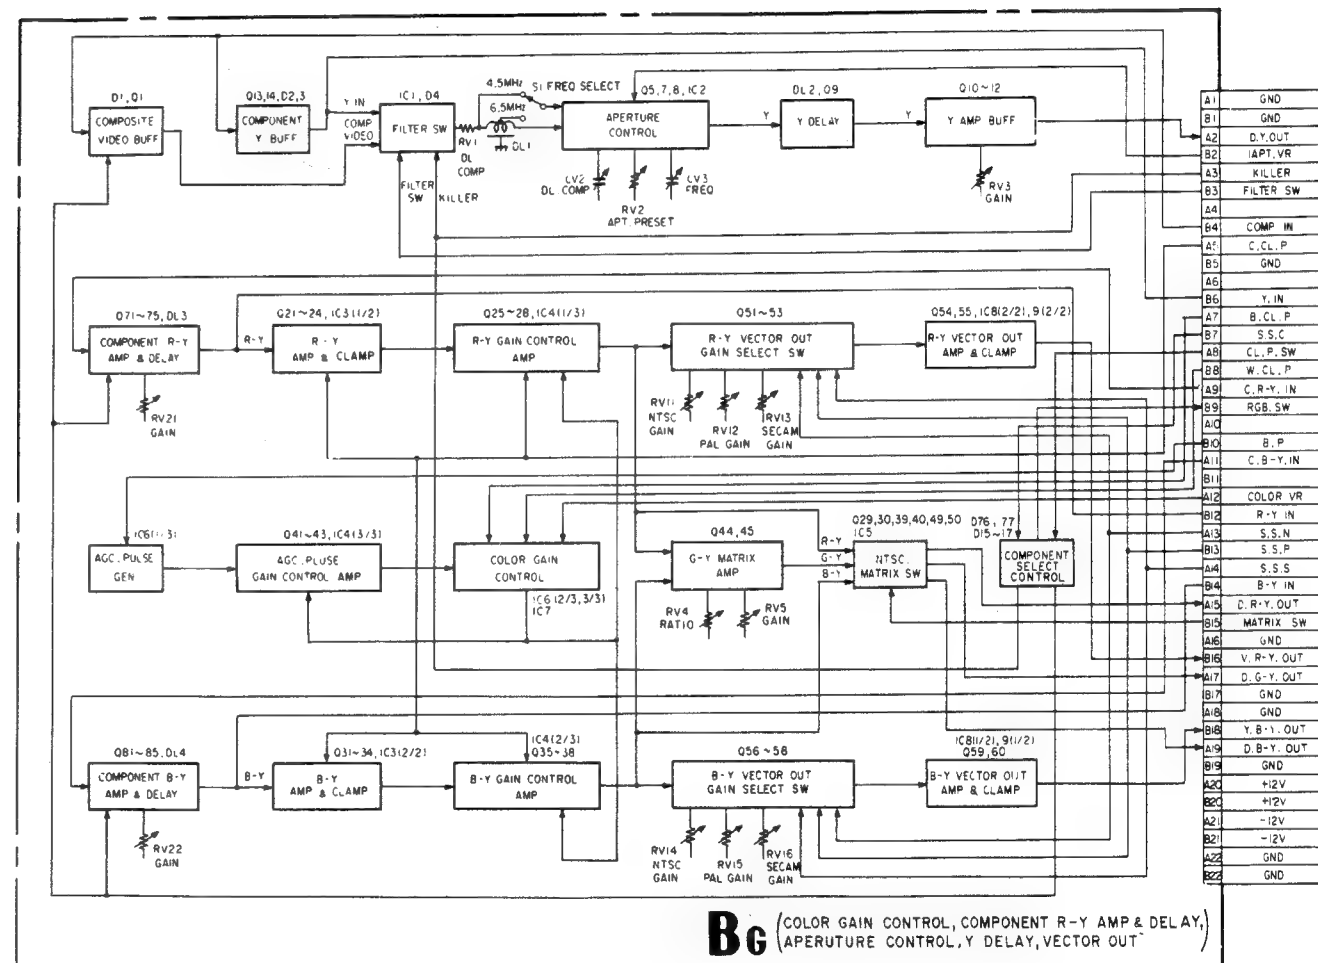 D1, Q1
COMPOSITE
VIDEO BUFF
Q13,14, D2,3
COMPONENT
Y BUFF
Y IN
COMP
VIDEO
IC1, D4
FILTER SW
FILTER
SW
KILLER
RV1
DL
COMP
4.5MHz
6.5MHz
S1 FREQ SELECT
DL1
Q5,7,8, IC2
APERTURE
CONTROL
CV2
DL. COMP
RV2
APT. PRESET
CV3
FREQ
Y
DL2, Q9
Y DELAY
Y
Q10~12
Y AMP BUFF
RV3
GAIN
Q71~75, DL3
COMPONENT R-Y
AMP & DELAY
RV21
GAIN
R-Y
Q21~24, IC3(1/2)
R-Y
AMP & CLAMP
Q25~28, IC4(1/3)
R-Y GAIN CONTROL
AMP
Q51~53
R-Y VECTOR OUT
GAIN SELECT SW
RV11
NTSC
GAIN
RV12
PAL GAIN
RV13
SECAM
GAIN
Q54, 55, IC8(2/2), 9(2/2)
R-Y VECTOR OUT
AMP & CLAMP
IC6(1/3)
AGC. PULSE
GEN
Q41~43, IC4(3/3)
AGC. PLUSE
GAIN CONTROL AMP
COLOR GAIN
CONTROL
IC6(2/3,3/3)
IC7
Q44,45
G-Y MATRIX
AMP
RV4
RATIO
RV5
GAIN
R-Y
G-Y
B-Y
Q29,30,39,40,49,50
IC5
NTSC.
MATRIX SW
D76, 77
D15~17
COMPONENT
SELECT
CONTROL
Q81~85, DL4
COMPONENT B-Y
AMP & DELAY
RV22
GAIN
B-Y
Q31~34, IC3(2/2)
B-Y
AMP & CLAMP
IC4(2/3)
Q35~38
B-Y GAIN CONTROL
AMP
Q56~58
B-Y VECTOR OUT
GAIN SELECT SW
RV14
NTSC
GAIN
RV15
PAL GAIN
RV16
SECAM
GAIN
IC8(1/2), 9(1/2)
Q59,60
B-Y VECTOR OUT
AMP & CLAMP
A1 GND
B1 GND
A2 D.Y.OUT
B2 IAPT. VR
A3 KILLER
B3 FILTER SW
A4
B4 COMP IN
A5 C.CL.P
B5 GND
A6
B6 Y. IN
A7 B.CL.P
B7 S.S.C
A8 CL.P.SW
B8 W.CL.P
A9 C.R-Y. IN
B9 RGB.SW
A10
B10 B.P
A11 C.B-Y.IN
B11
A12 COLOR VR
B12 R-Y IN
A13 S.S.N
B13 S.S.P
A14 S.S.S
B14 B-Y IN
A15 D.R-Y.OUT
B15 MATRIX SW
A16 GND
B16 V.R-Y.OUT
A17 D.G-Y.OUT
B17 GND
A18 GND
B18 Y.B-Y.OUT
A19 D.B-Y.OUT
B19 GND
A20 +12V
B20 +12V
A21 -12V
B21 -12V
A22 GND
B22 GND
BG (COLOR GAIN CONTROL, COMPONENT R-Y AMP & DELAY,
APERUTURE CONTROL, Y DELAY, VECTOR OUT)